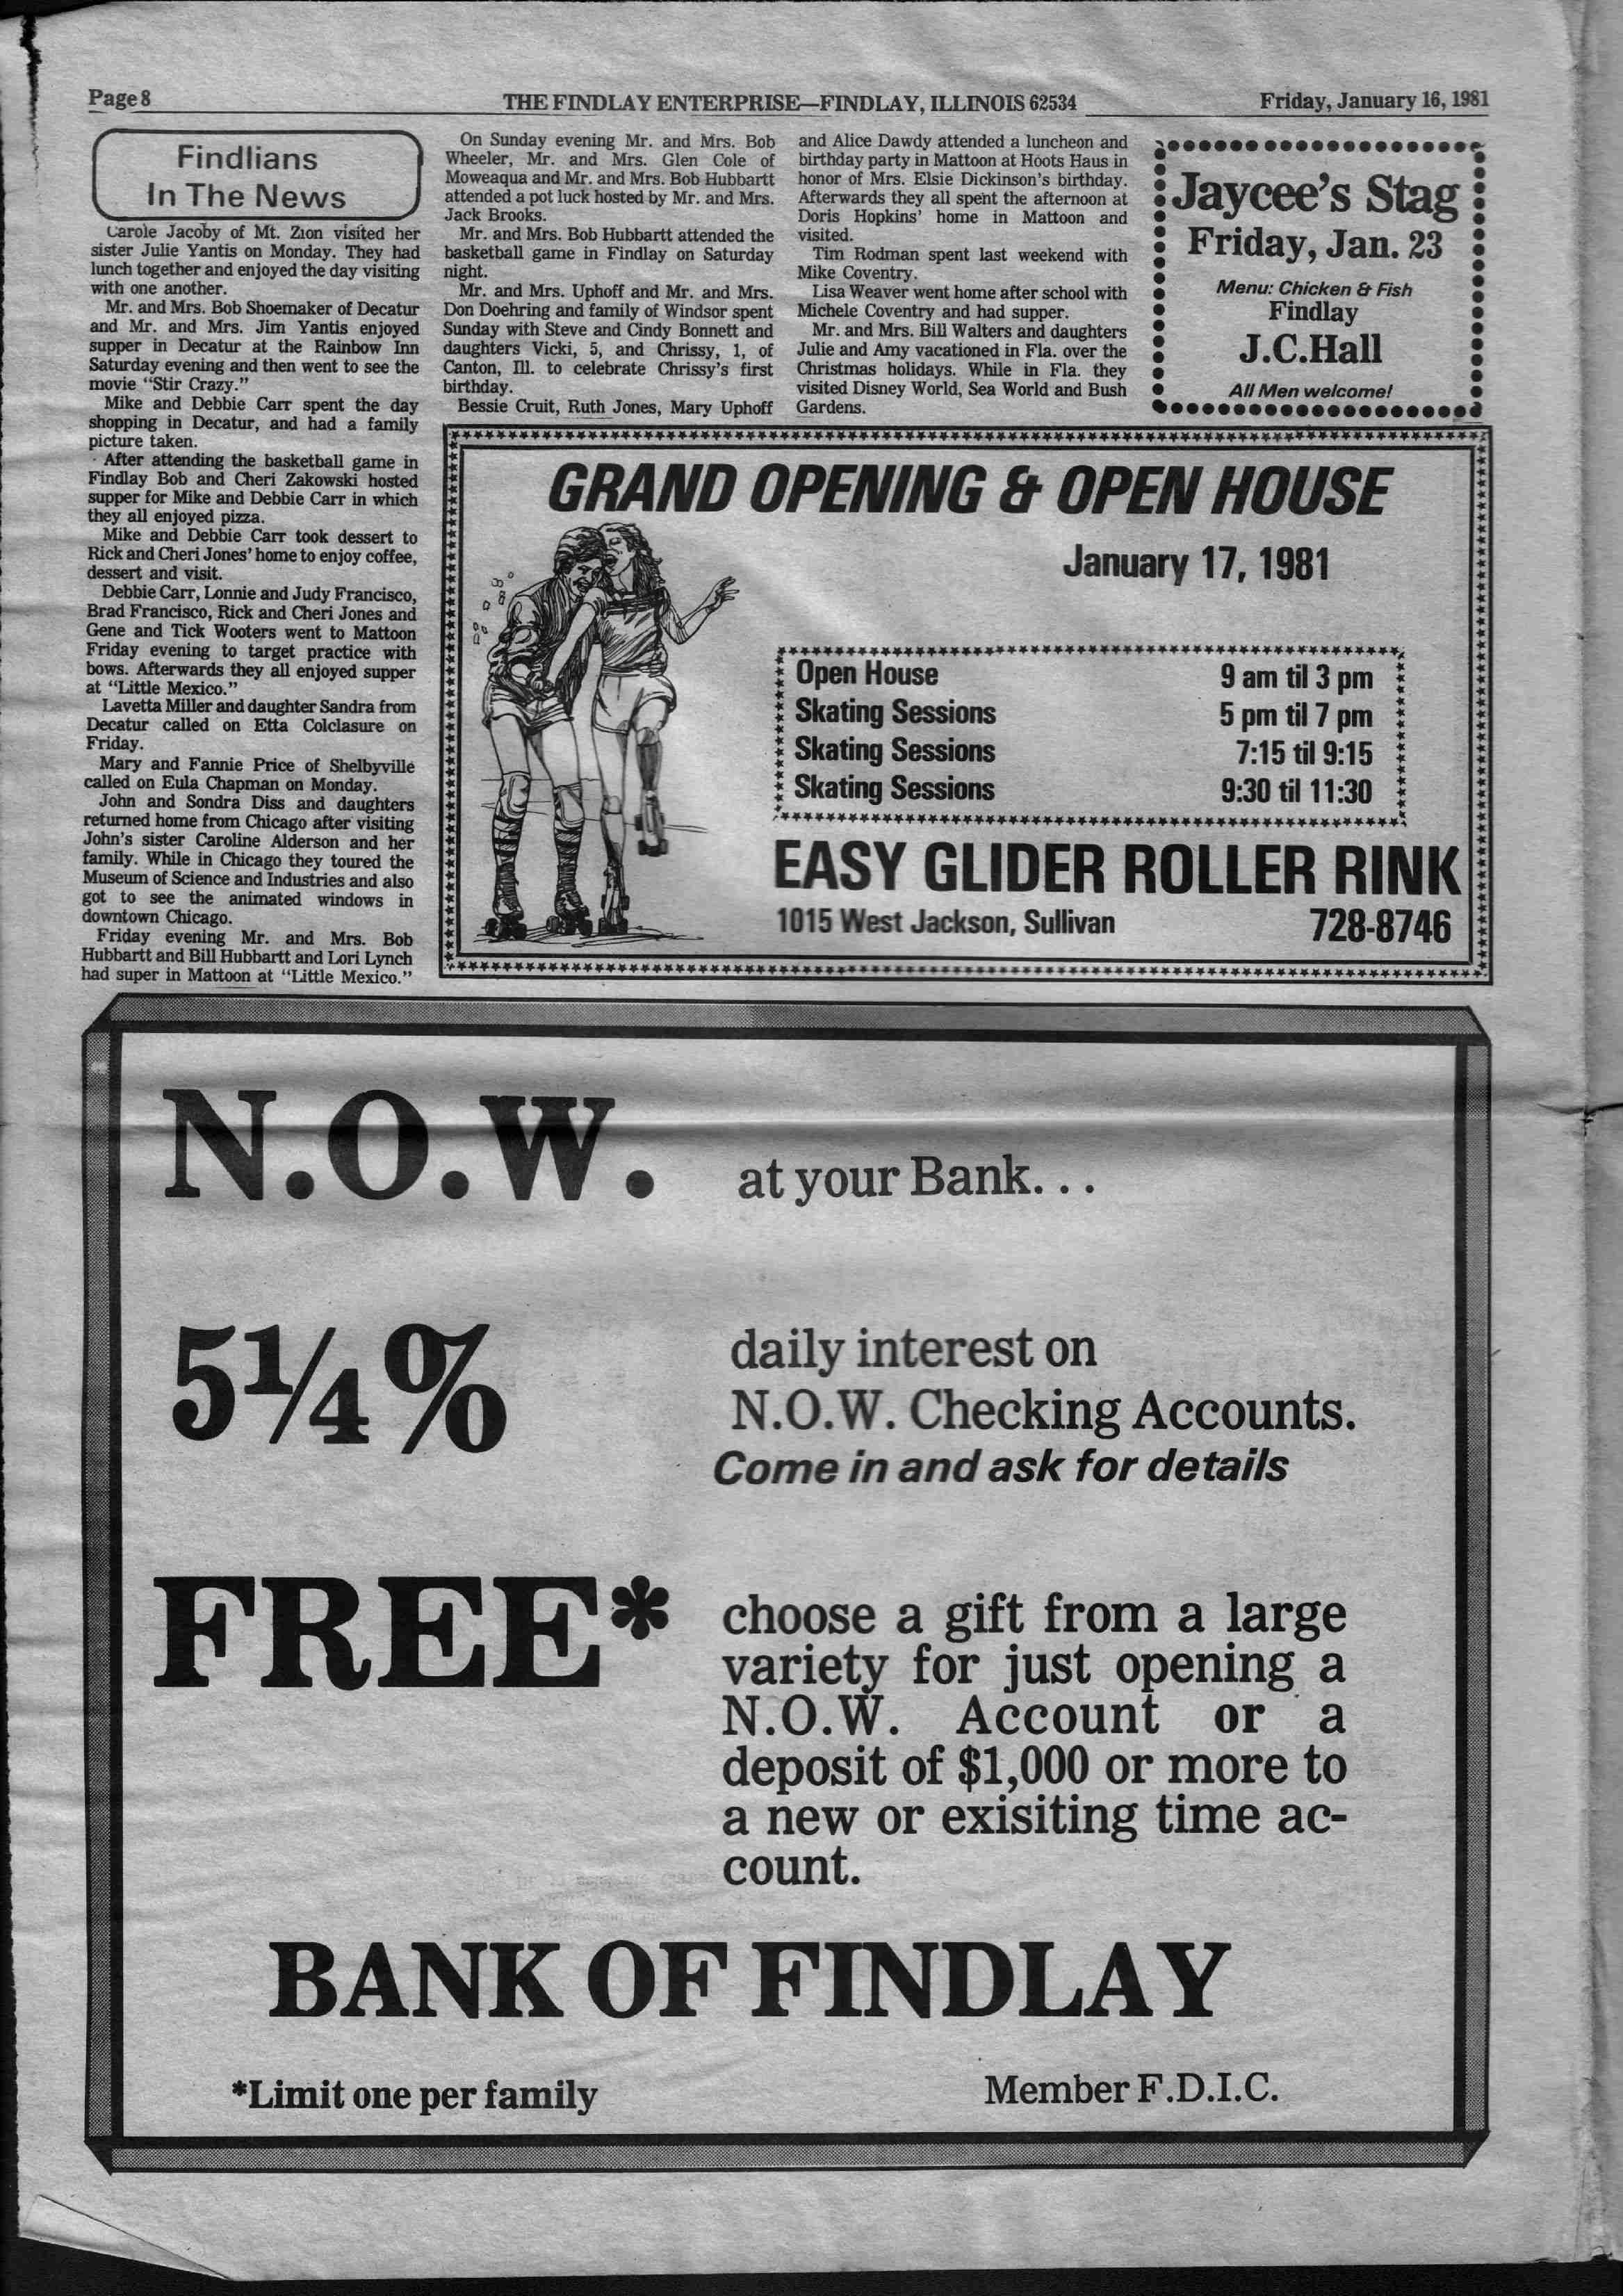 Page 8
THE FINDLAY ENTERPRISE—FINDLAY, ILLINOIS 62534
Friday, January 16, 1981
Findlians
In The News
Carole Jacoby of Mt. Zion visited her
sister Julie Yantis on Monday. They had
lunch together and enjoyed the day visiting
with one another.
Mr. and Mrs. Bob Shoemaker of Decatur
and Mr. and Mrs. Jim Yantis enjoyed
supper in Decatur at the Rainbow Inn
Saturday evening and then went to see the
movie "Stir Crazy."
Mike and Debbie Carr spent the day
shopping in Decatur, and had a family
picture taken.
After attending the basketball game in
Findlay Bob and Cheri Zakowski hosted
supper for Mike and Debbie Carr in which
they all enjoyed pizza.
Mike and Debbie Carr took dessert to
Rick and Cheri Jones' home to enjoy coffee,
dessert and visit.
Debbie Carr, Lonnie and Judy Francisco,
Brad Francisco, Rick and Cheri Jones and
Gene and Tick Wooters went to Mattoon
Friday evening to target practice with
bows. Afterwards they all enjoyed supper
at "Little Mexico."
Lavetta Miller and daughter Sandra from
Decatur called on Etta Colclasure on
Friday.
Mary and Fannie Price of Shelbyville
called on Eula Chapman on Monday.
John and Sondra Diss and daughters
returned home from Chicago after visiting
John's sister Caroline Alderson and her
family. While in Chicago they toured the
Museum of Science and Industries and also
got to see the animated windows in
downtown Chicago.
Friday evening Mr. and Mrs. Bob
Hubbartt and Bill Hubbartt and Lori Lynch
had super in Mattoon at "Little Mexico."
On Sunday evening Mr. and Mrs. Bob
Wheeler, Mr. and Mrs. Glen Cole of
Moweaqua and Mr. and Mrs. Bob Hubbartt
attended a pot luck hosted by Mr. and Mrs.
Jack Brooks.
Mr. and Mrs. Bob Hubbartt attended the
basketball game in Findlay on Saturday
night.
Mr. and Mrs. Uphoff and Mr. and Mrs.
Don Doehring and family of Windsor spent
Sunday with Steve and Cindy Bonnett and
daughters Vicki, 5, and Chrissy, 1, of
Canton, Ill. to celebrate Chrissy's first
birthday.
Bessie Cruit, Ruth Jones, Mary Uphoff
and Alice Dawdy attended a luncheon and
birthday party in Mattoon at Hoots Haus in
honor of Mrs. Elsie Dickinson's birthday.
Afterwards they all spent the afternoon at
Doris Hopkins' home in Mattoon and
visited.
Tim Rodman spent last weekend with
Mike Coventry.
Lisa Weaver went home after school with
Michele Coventry and had supper.
Mr. and Mrs. Bill Walters and daughters
Julie and Amy vacationed in Fla. over the
Christmas holidays. While in Fla. they
visited Disney World, Sea World and Bush
Gardens.
Jaycee's Stag
Friday, Jan. 23
Menu: Chicken & Fish
Findlay
J.C.Hall
All Men welcome!
GRAND OPENING & OPEN HOUSE
January 17, 1981
Open House 9 am til 3 pm
Skating Sessions 5 pm til 7 pm
Skating Sessions 7:15 til 9:15
Skating Sessions 9:30 til 11:30
EASY GLIDER ROLLER RINK
1015 West Jackson, Sullivan 728-8746
N.O.W. at your Bank...
5¼% daily interest on
N.O.W. Checking Accounts.
Come in and ask for details
FREE* choose a gift from a large
variety for just opening a
N.O.W. Account or a
deposit of $1,000 or more to
a new or exisiting time ac-
count.
BANK OF FINDLAY
*Limit one per family Member F.D.I.C.